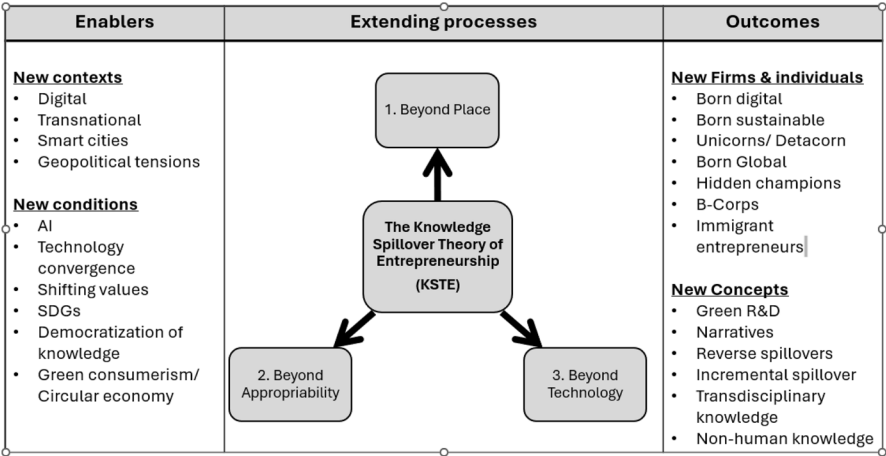 Enablers
Extending processes
Outcomes
New contexts
• Digital
• Transnational
• Smart cities
• Geopolitical tensions
New conditions
• AI
• Technology
convergence
• Shifting values
• SDGs
• Democratization of
knowledge
• Green consumerism/
Circular economy
1. Beyond Place
The Knowledge
Spillover Theory of
Entrepreneurship
(KSTE)
2. Beyond
Appropriability
3. Beyond
Technology
New Firms & individuals
• Born digital
• Born sustainable
• Unicorns/ Detacorn
• Born Global
• Hidden champions
• B-Corps
• Immigrant
entrepreneurs
New Concepts
• Green R&D
• Narratives
• Reverse spillovers
• Incremental spillover
• Transdisciplinary
knowledge
• Non-human knowledge